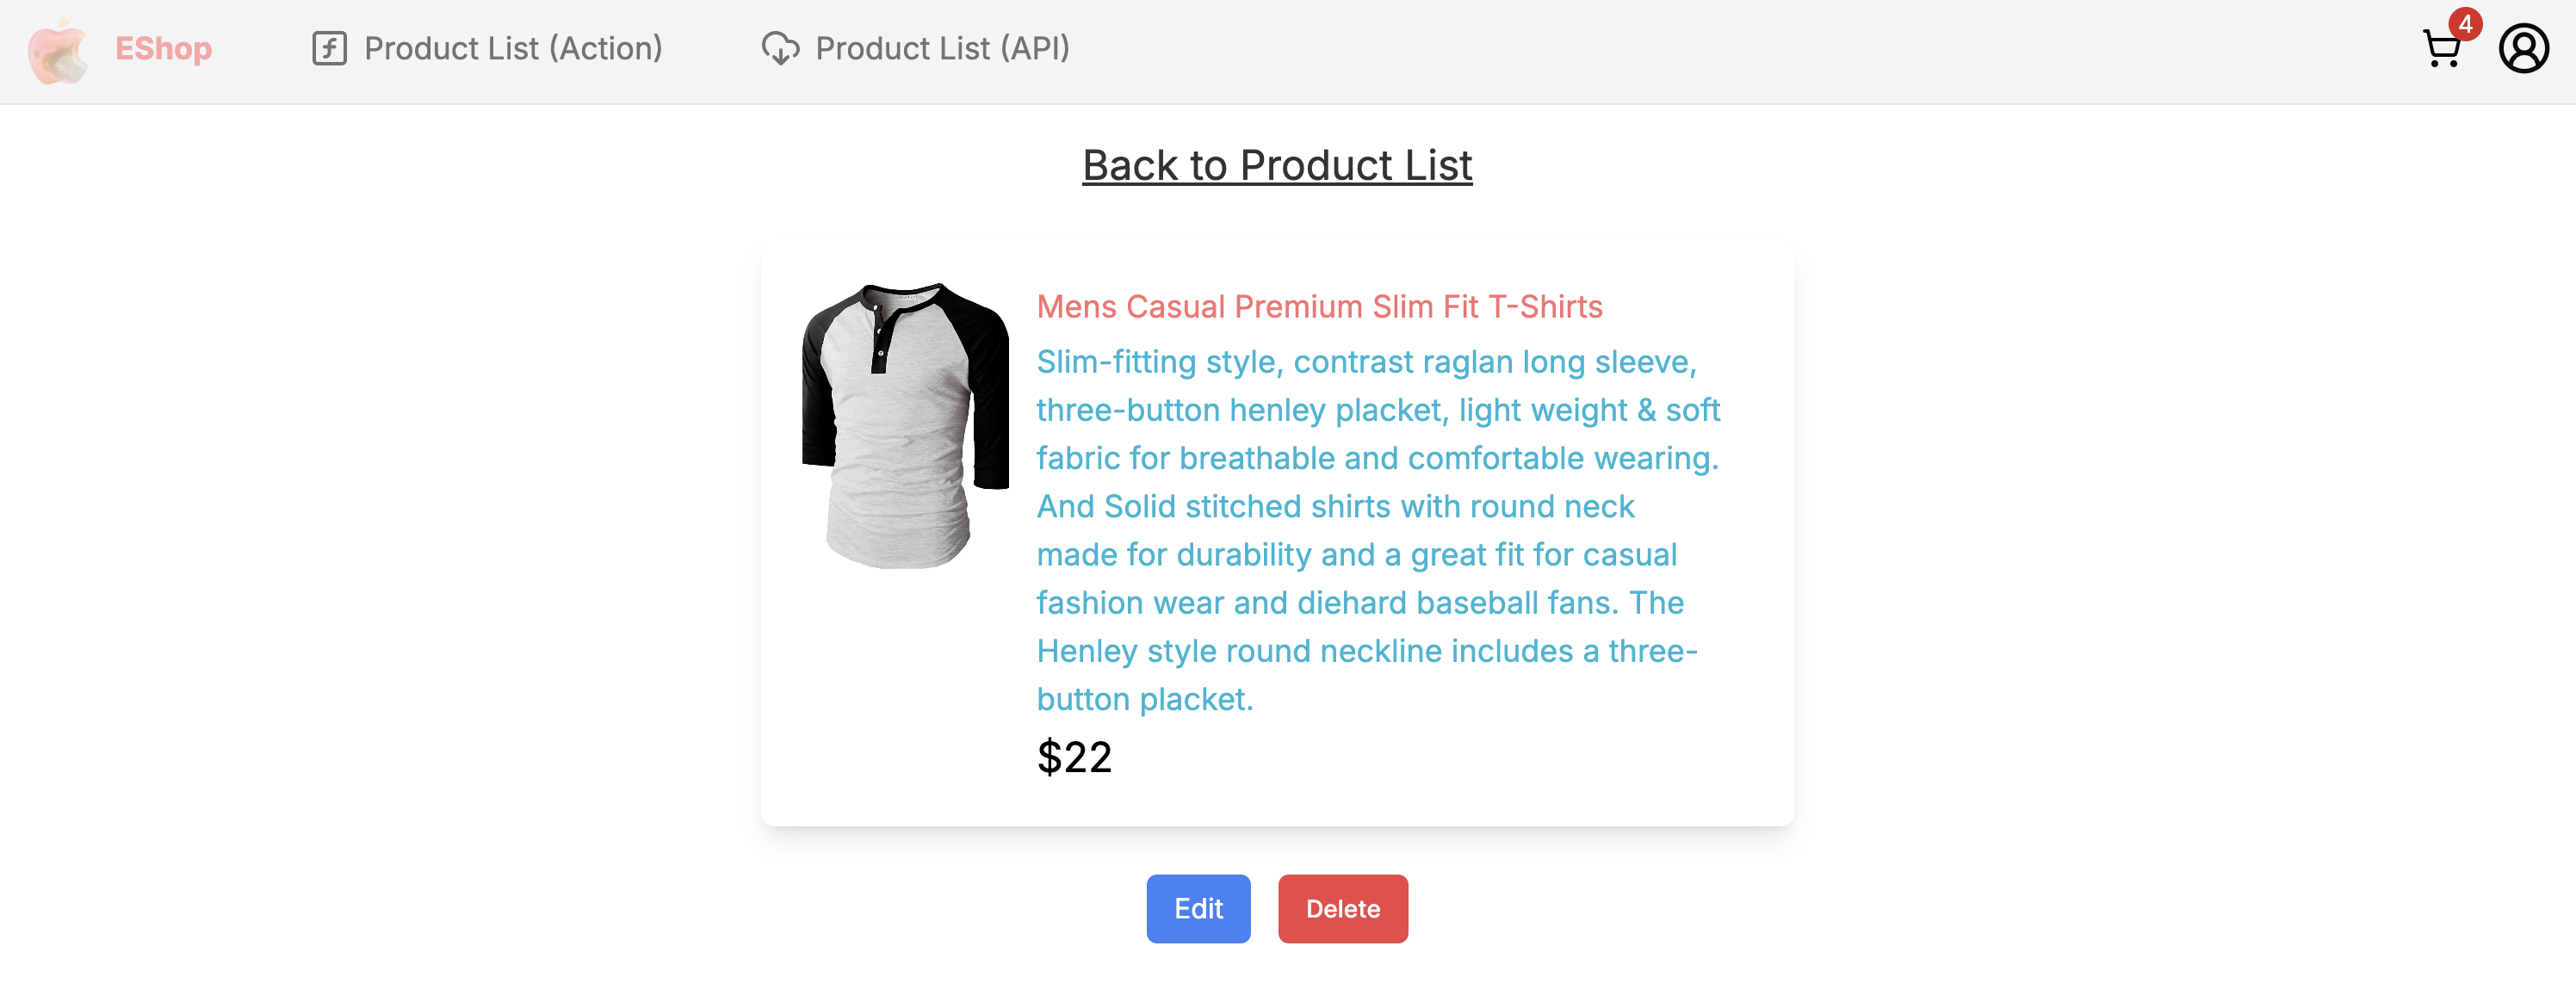 EShop
Product List (Action)
Product List (API)
4
Back to Product List
Mens Casual Premium Slim Fit T-Shirts
Slim-fitting style, contrast raglan long sleeve,
three-button henley placket, light weight & soft
fabric for breathable and comfortable wearing.
And Solid stitched shirts with round neck
made for durability and a great fit for casual
fashion wear and diehard baseball fans. The
Henley style round neckline includes a three-
button placket.
$22
Edit
Delete